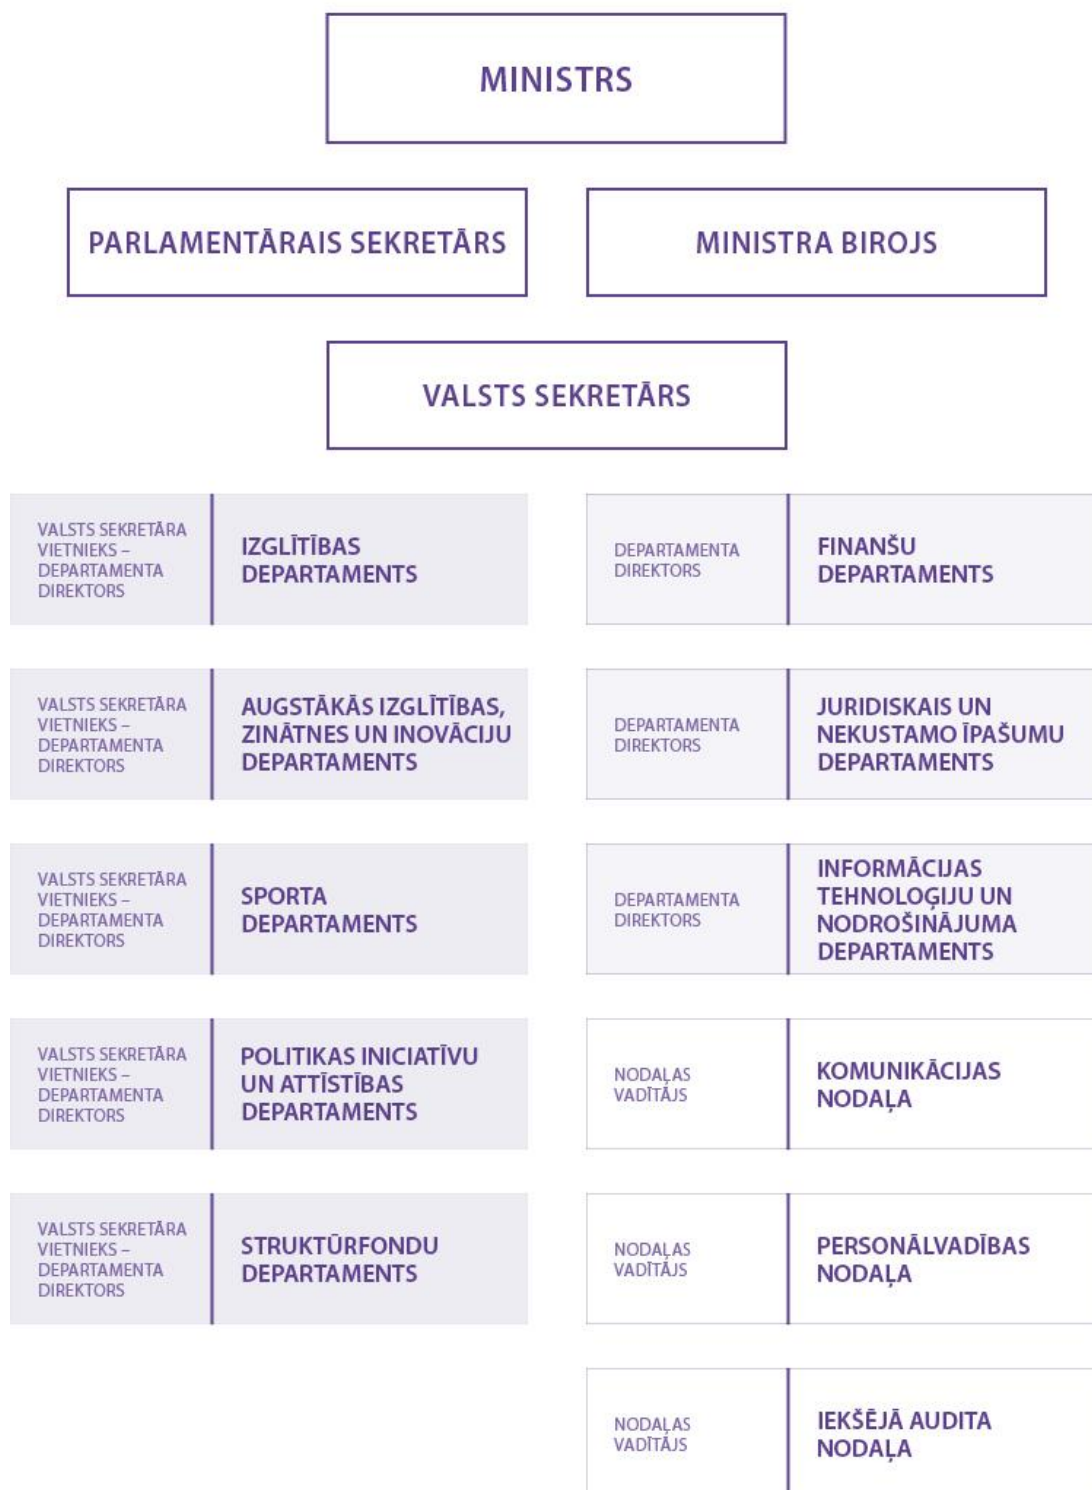 MINISTRS
PARLAMENTĀRAIS SEKRETĀRS
MINISTRA BIROJS
VALSTS SEKRETĀRS
VALSTS SEKRETĀRA
VIETNIEKS –
DEPARTAMENTA
DIREKTORS
IZGLĪTĪBAS
DEPARTAMENTS
DEPARTAMENTA
DIREKTORS
FINANŠU
DEPARTAMENTS
VALSTS SEKRETĀRA
VIETNIEKS –
DEPARTAMENTA
DIREKTORS
AUGSTĀKĀS IZGLĪTĪBAS,
ZINĀTNES UN INOVĀCIJU
DEPARTAMENTS
DEPARTAMENTA
DIREKTORS
JURIDISKAIS UN
NEKUSTAMO ĪPAŠUMU
DEPARTAMENTS
VALSTS SEKRETĀRA
VIETNIEKS –
DEPARTAMENTA
DIREKTORS
SPORTA
DEPARTAMENTS
DEPARTAMENTA
DIREKTORS
INFORMĀCIJAS
TEHNOLOĢIJU UN
NODROŠINĀJUMA
DEPARTAMENTS
VALSTS SEKRETĀRA
VIETNIEKS –
DEPARTAMENTA
DIREKTORS
POLITIKAS INICIATĪVU
UN ATTĪSTĪBAS
DEPARTAMENTS
NODAĻAS
VADĪTĀJS
KOMUNIKĀCIJAS
NODAĻA
VALSTS SEKRETĀRA
VIETNIEKS –
DEPARTAMENTA
DIREKTORS
STRUKTŪRFONDU
DEPARTAMENTS
NODAĻAS
VADĪTĀJS
PERSONĀLVADĪBAS
NODAĻA
NODAĻAS
VADĪTĀJS
IEKŠĒJĀ AUDITA
NODAĻA